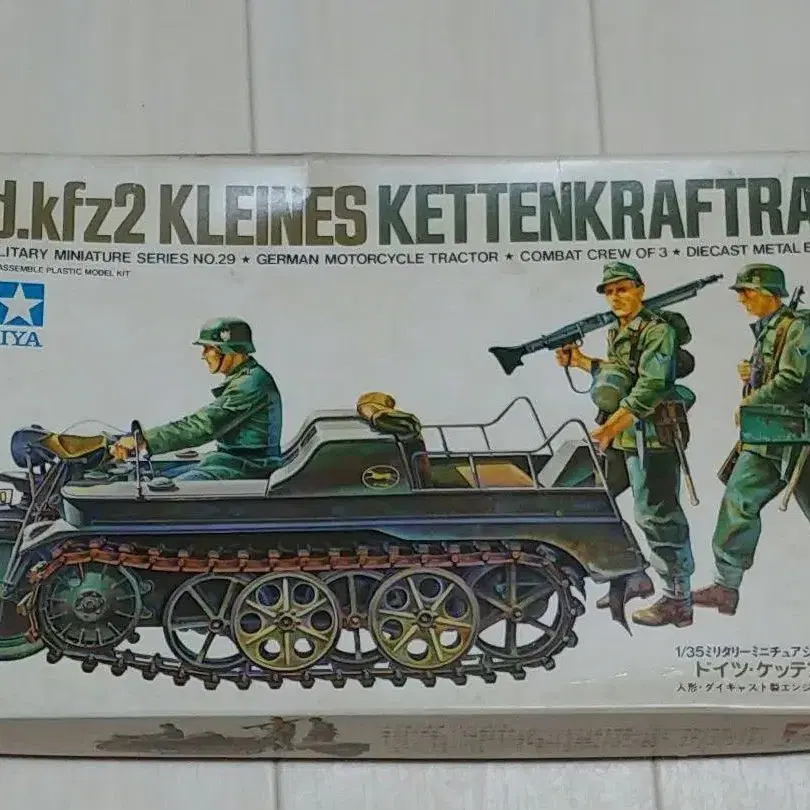 d.kfz2 KLEINES KETTENKRAFTRA
LITARY MINIATURE SERIES NO.29 ★ GERMAN MOTORCYCLE TRACTOR ★ COMBAT CREW OF 3 ★ DIECAST METAL E
ASSEMBLE PLASTIC MODEL KIT
IYA
1/35ミリタリーミニチュアシ
ドイツ・ケッテ
人形・ダイキャスト製エンジ